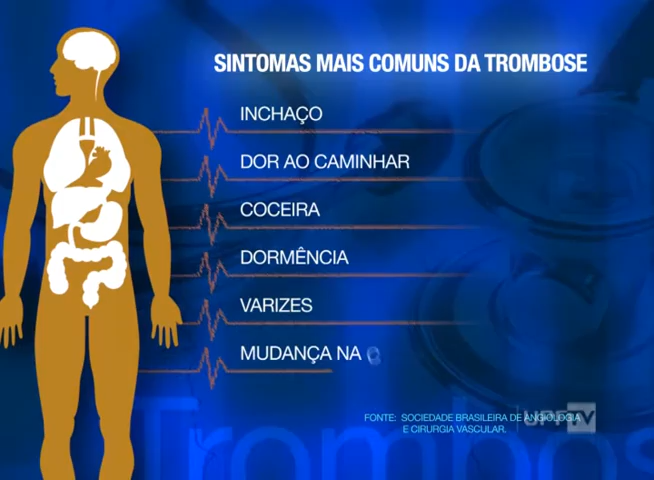 SINTOMAS MAIS COMUNS DA TROMBOSE
INCHAÇO
DOR AO CAMINHAR
COCEIRA
DORMÊNCIA
VARIZES
MUDANÇA NA
FONTE: SOCIEDADE BRASILEIRA DE ANGIOLOGIA
E CIRURGIA VASCULAR.
Trombos